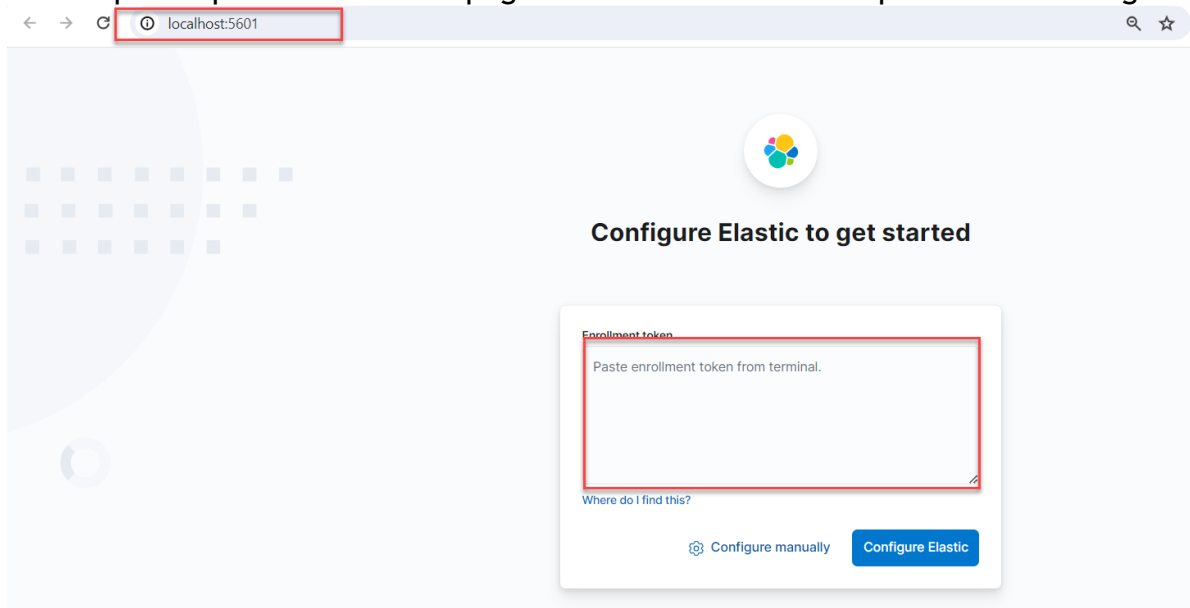 localhost:5601
Configure Elastic to get started
Enrollment token
Paste enrollment token from terminal.
Where do I find this?
Configure manually
Configure Elastic